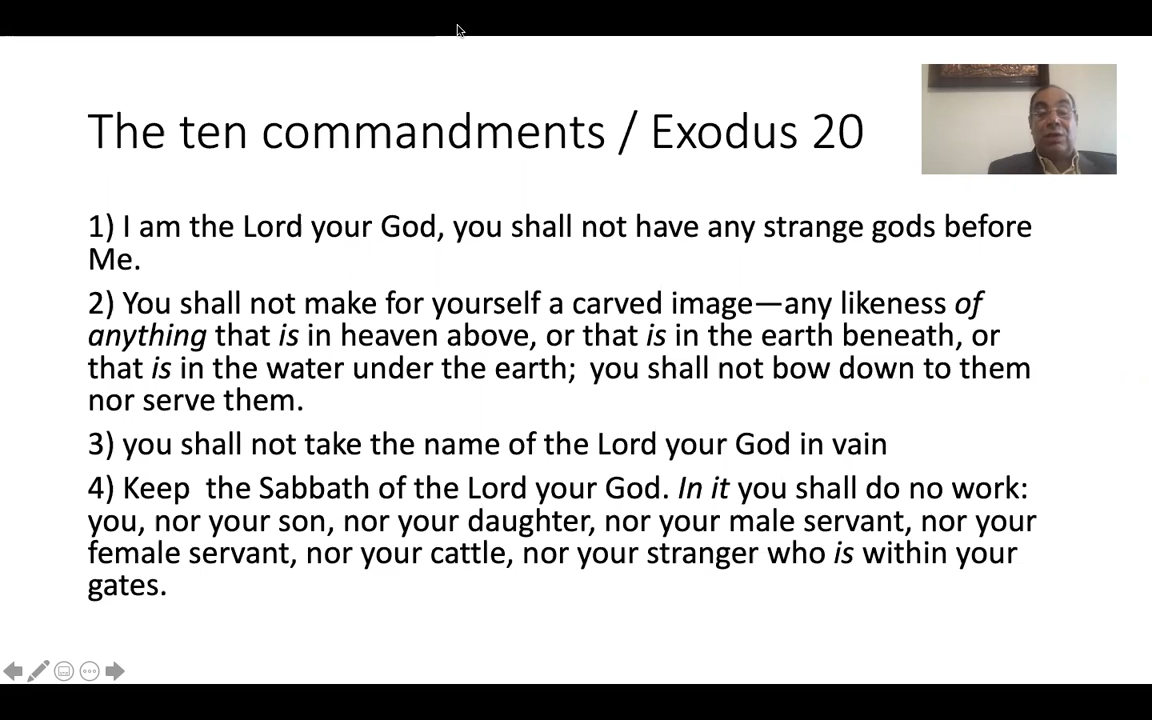 The ten commandments / Exodus 20
1) I am the Lord your God, you shall not have any strange gods before
Me.
2) You shall not make for yourself a carved image—any likeness of
anything that is in heaven above, or that is in the earth beneath, or
that is in the water under the earth;  you shall not bow down to them
nor serve them.
3) you shall not take the name of the Lord your God in vain
4) Keep  the Sabbath of the Lord your God. In it you shall do no work:
you, nor your son, nor your daughter, nor your male servant, nor your
female servant, nor your cattle, nor your stranger who is within your
gates.